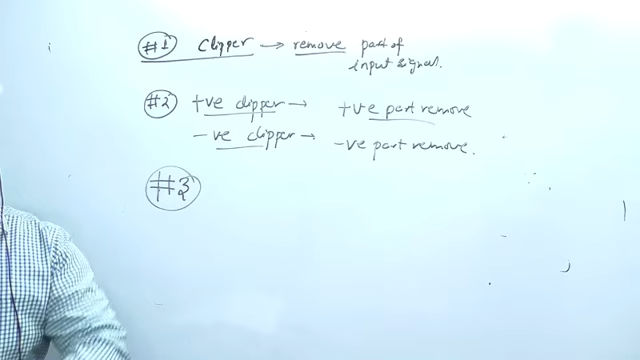 #1 Clipper → remove part of
input signal.
#2 +ve clipper → +ve part remove
-ve clipper → -ve part remove.
#3